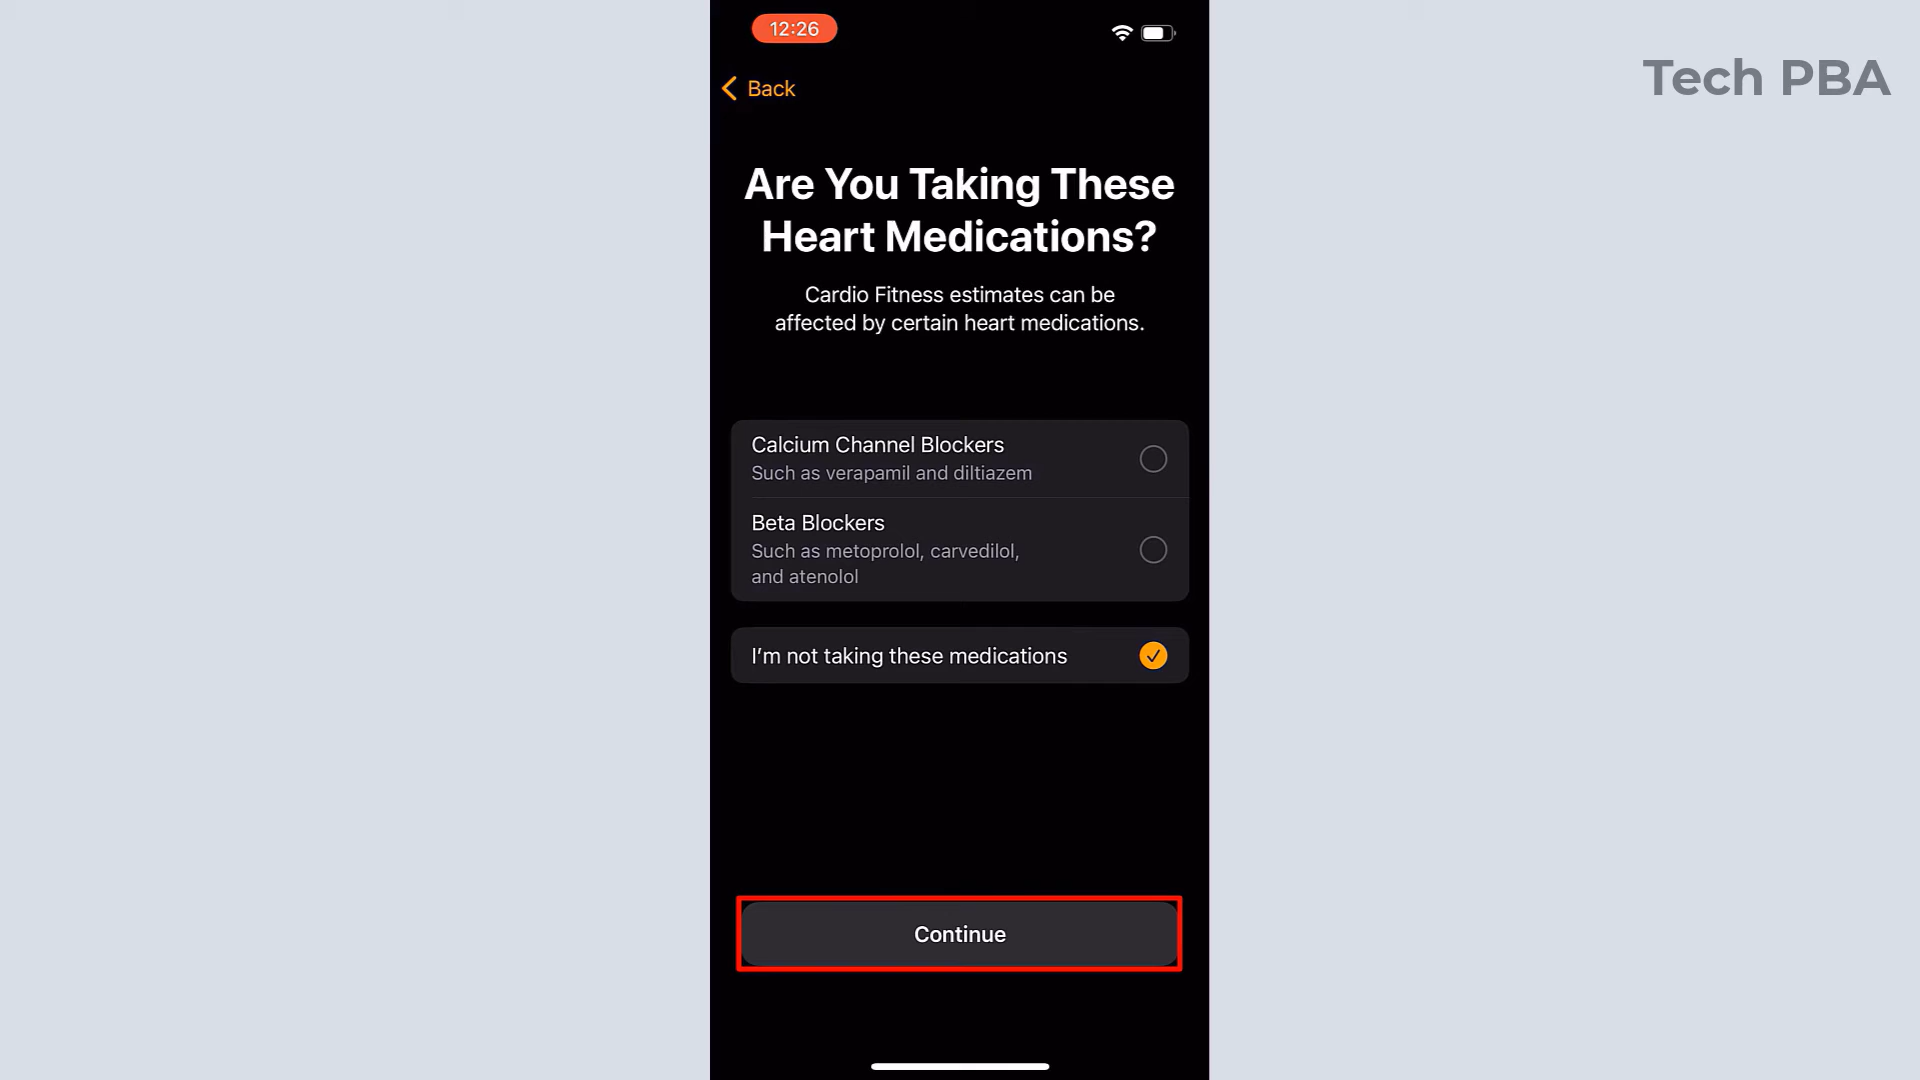 12:26
Tech PBA
Back
Are You Taking These
Heart Medications?
Cardio Fitness estimates can be
affected by certain heart medications.
Calcium Channel Blockers
Such as verapamil and diltiazem
Beta Blockers
Such as metoprolol, carvedilol,
and atenolol
I’m not taking these medications
Continue